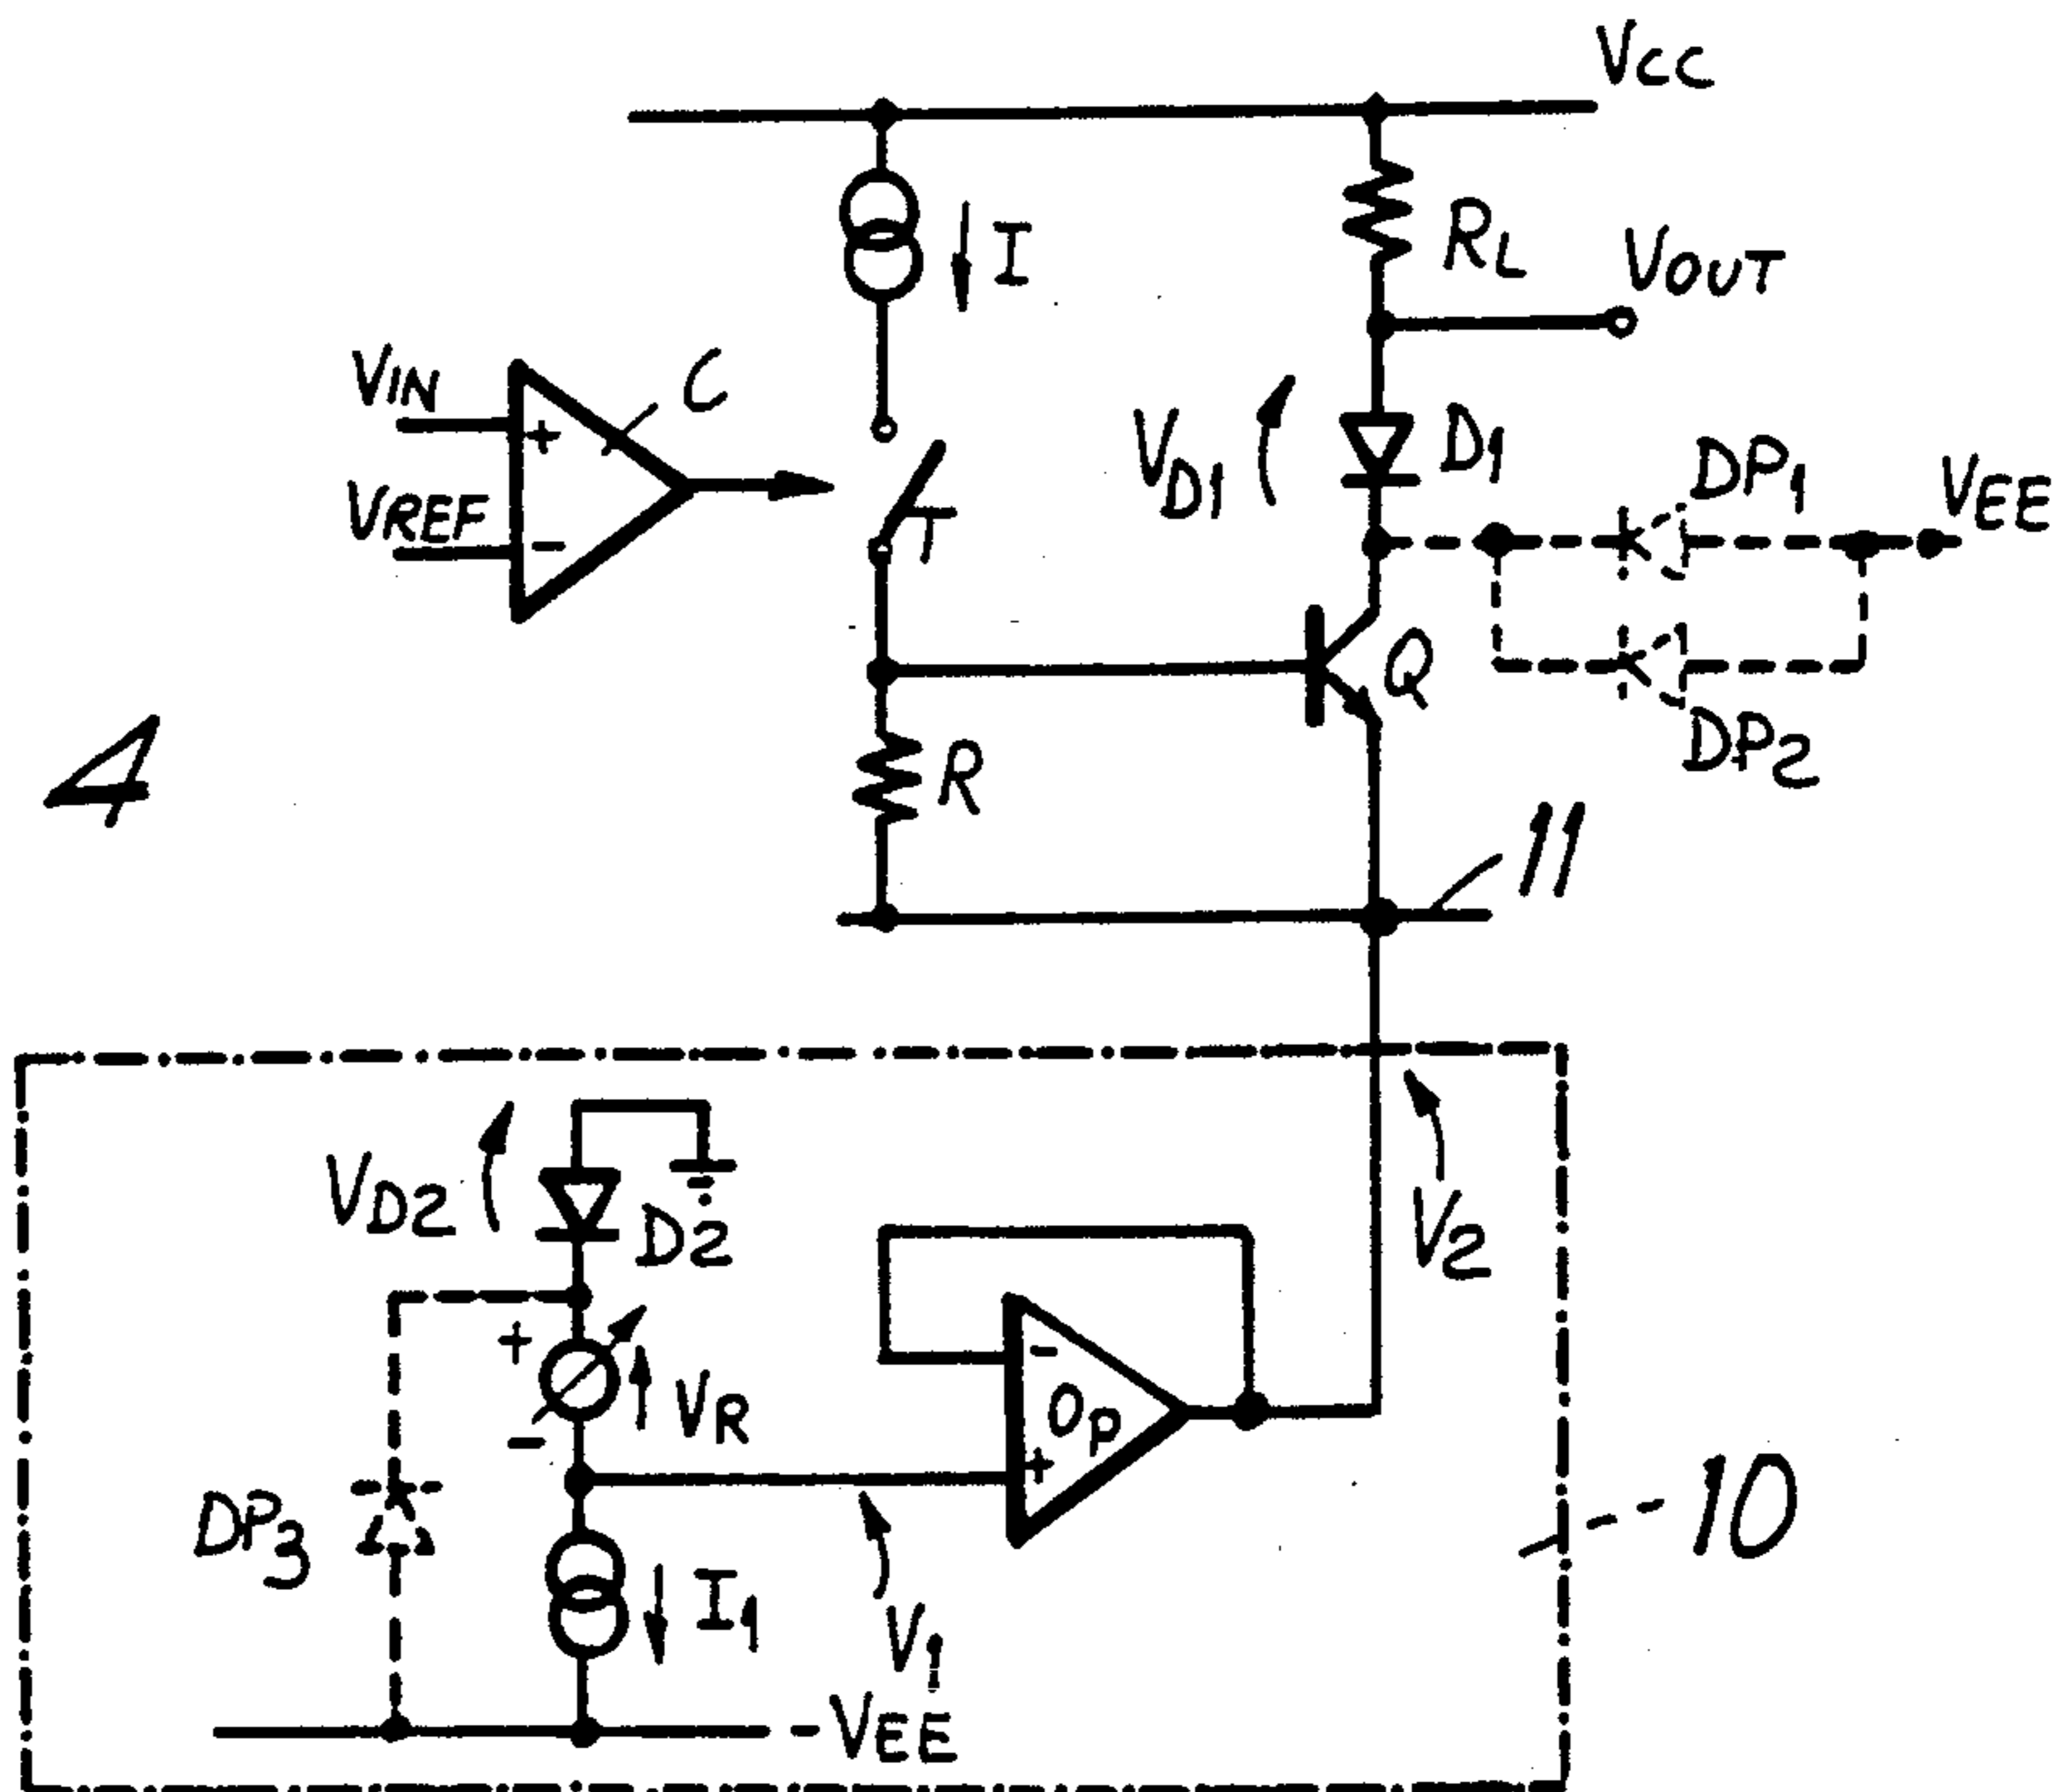 VCC
I
RL
VOUT
VIN
+
C
VREF
-
T
VD1
D1
DP1
VEE
Q
DP2
4
R
11
VD2
D2
V2
+
VR
-
-
OP
+
10
DP3
I1
V1
-VEE